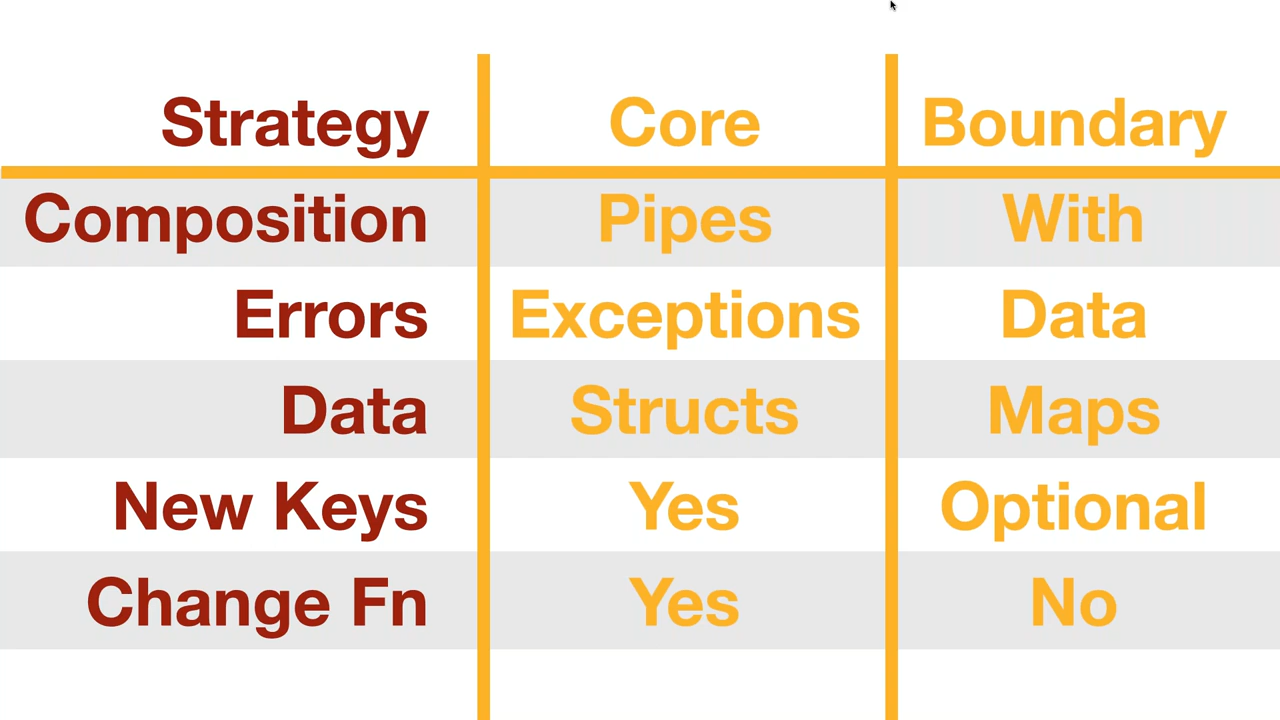 Strategy Core Boundary
Composition Pipes With
Errors Exceptions Data
Data Structs Maps
New Keys Yes Optional
Change Fn Yes No